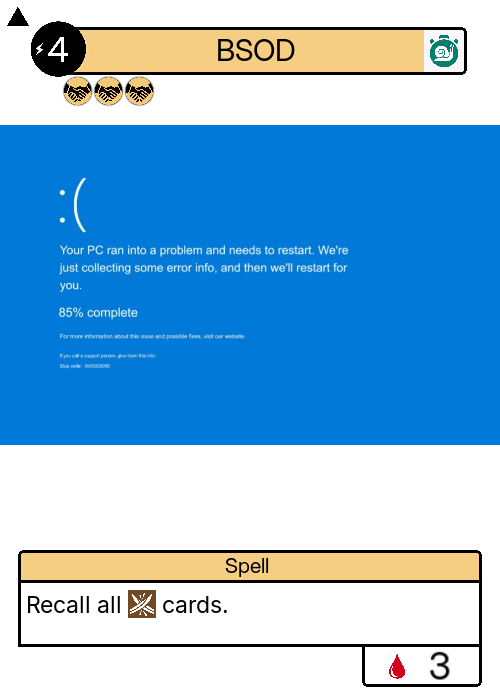 4
BSOD
:(
Your PC ran into a problem and needs to restart. We're
just collecting some error info, and then we'll restart for
you.
85% complete
For more information about this issue and possible fixes, visit our website.
If you call a support person, give them this info:
Stop code: 0x00000000
Spell
Recall all cards.
3